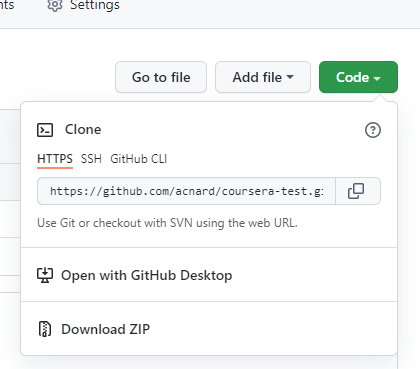 nts Settings
Go to file Add file Code
Clone
HTTPS SSH GitHub CLI
https://github.com/acnard/coursera-test.gi
Use Git or checkout with SVN using the web URL.
Open with GitHub Desktop
Download ZIP